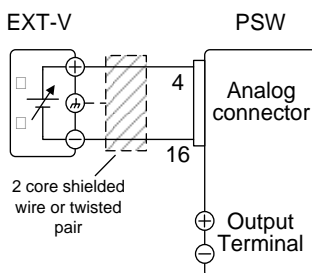 EXT-V
PSW
4
Analog
connector
16
2 core shielded
wire or twisted
pair
+
Output
Terminal
-